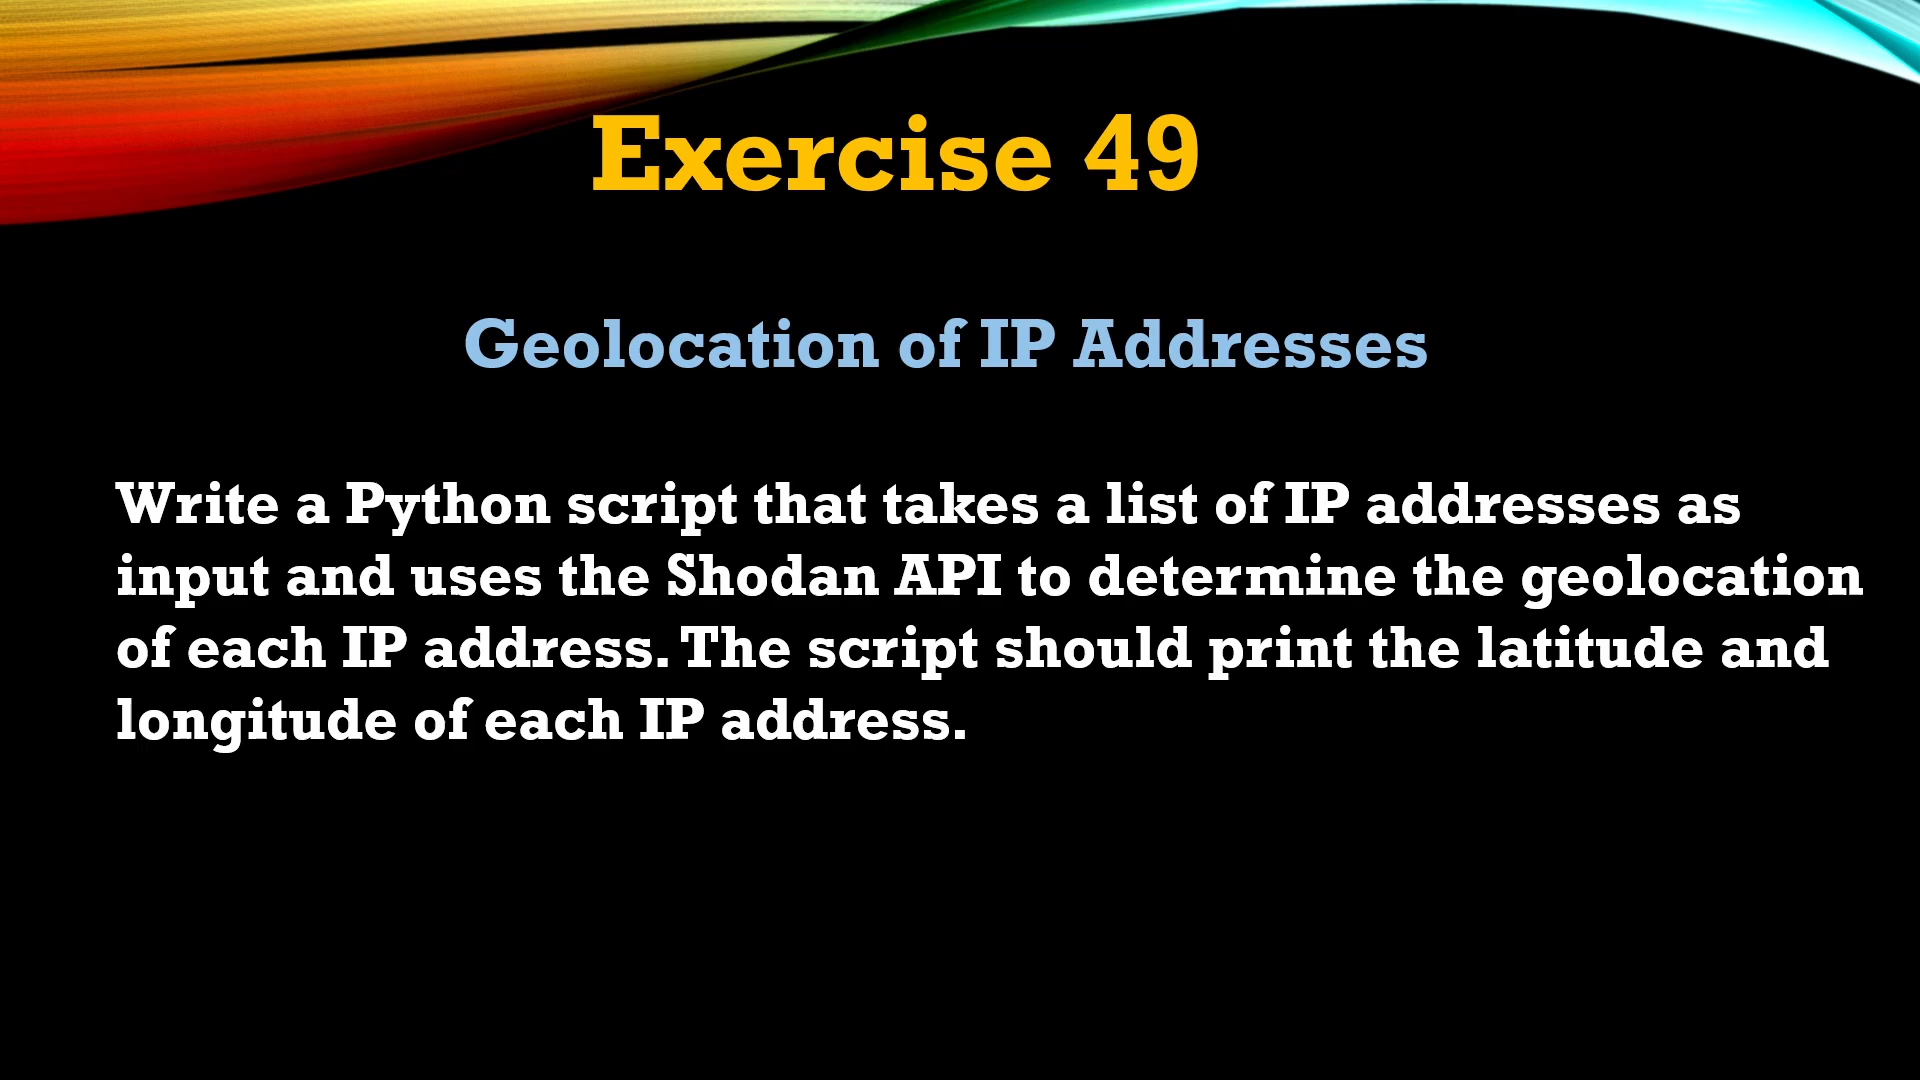 Exercise 49
Geolocation of IP Addresses
Write a Python script that takes a list of IP addresses as
input and uses the Shodan API to determine the geolocation
of each IP address. The script should print the latitude and
longitude of each IP address.